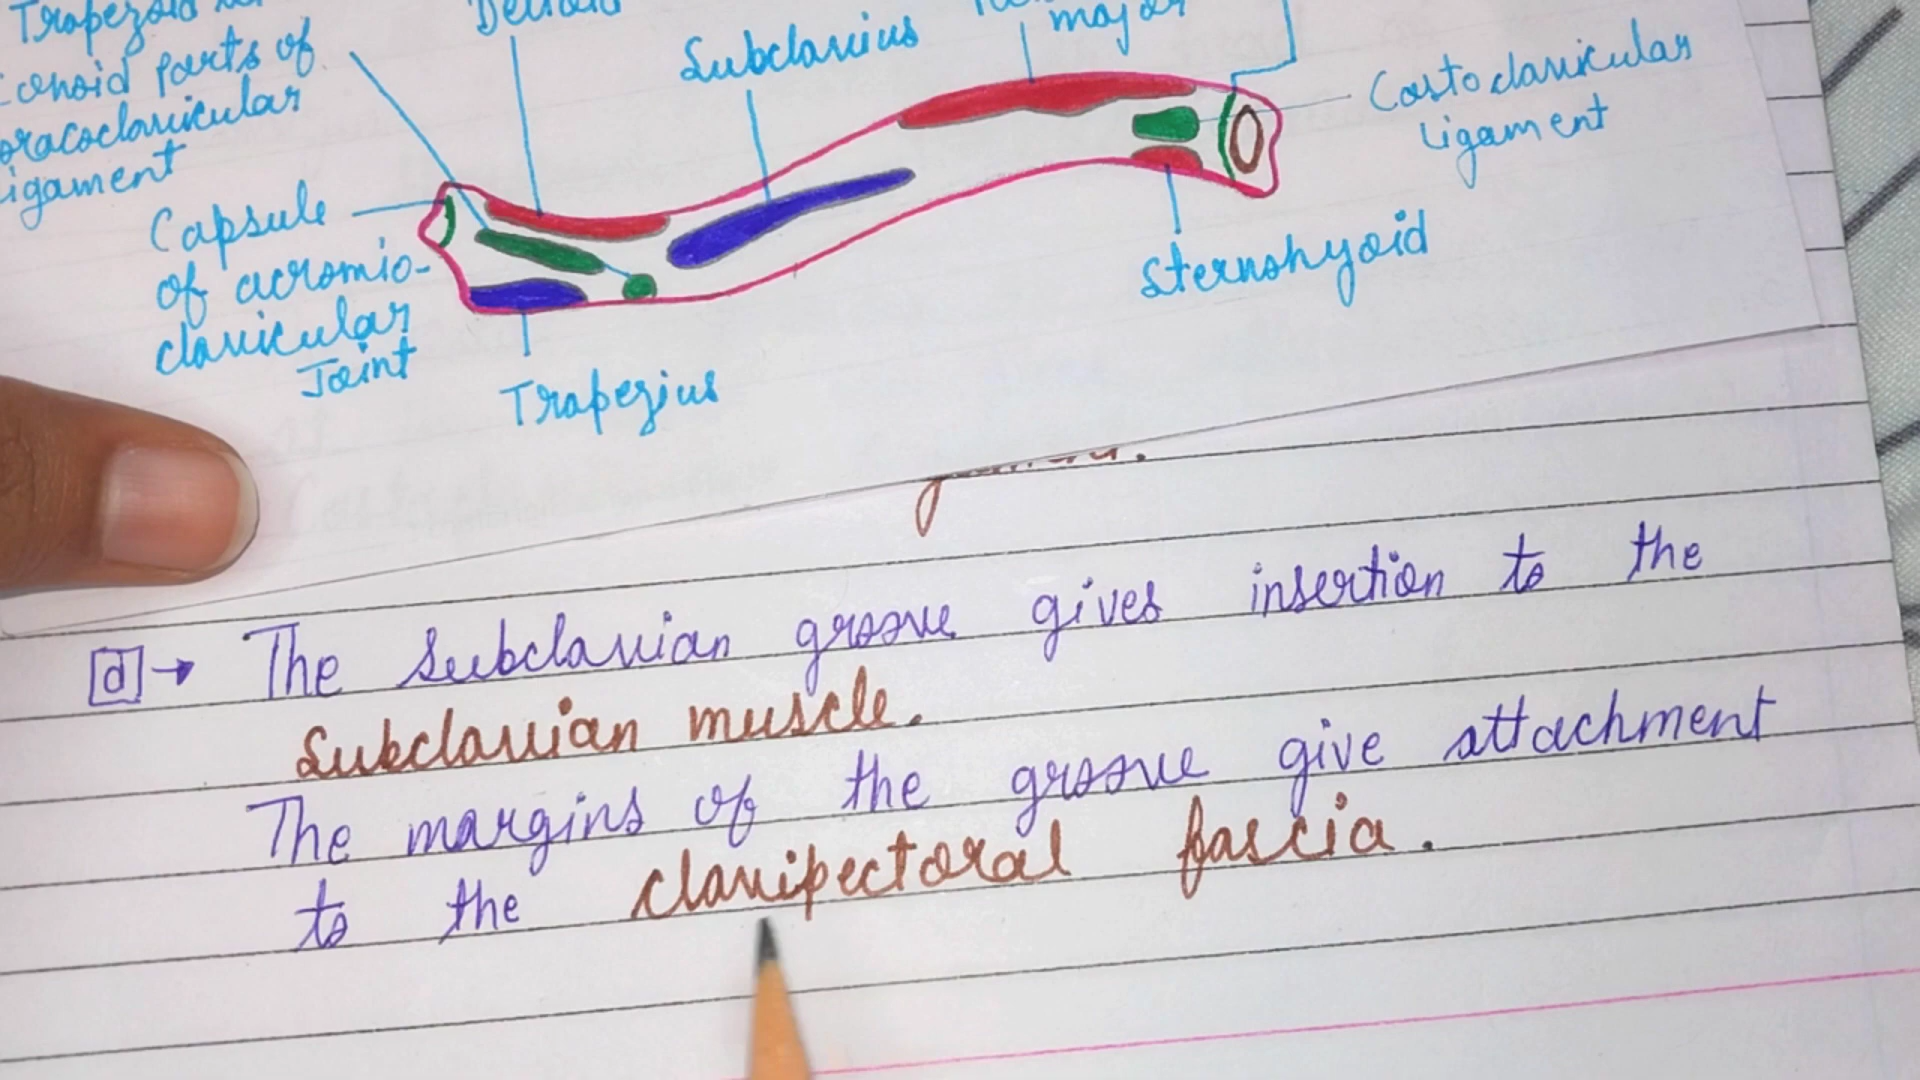 Trapezoid
conoid parts of
coracoclavicular
ligament
Deltoid
Subclavius
major
Costoclavicular
Ligament
Capsule
of acromio-
clavicular
Joint
Sternohyoid
Trapezius
d → The Subclavian groove gives insertion to the
Subclavian muscle.
The margins of the groove give attachment
to the clavipectoral fascia.